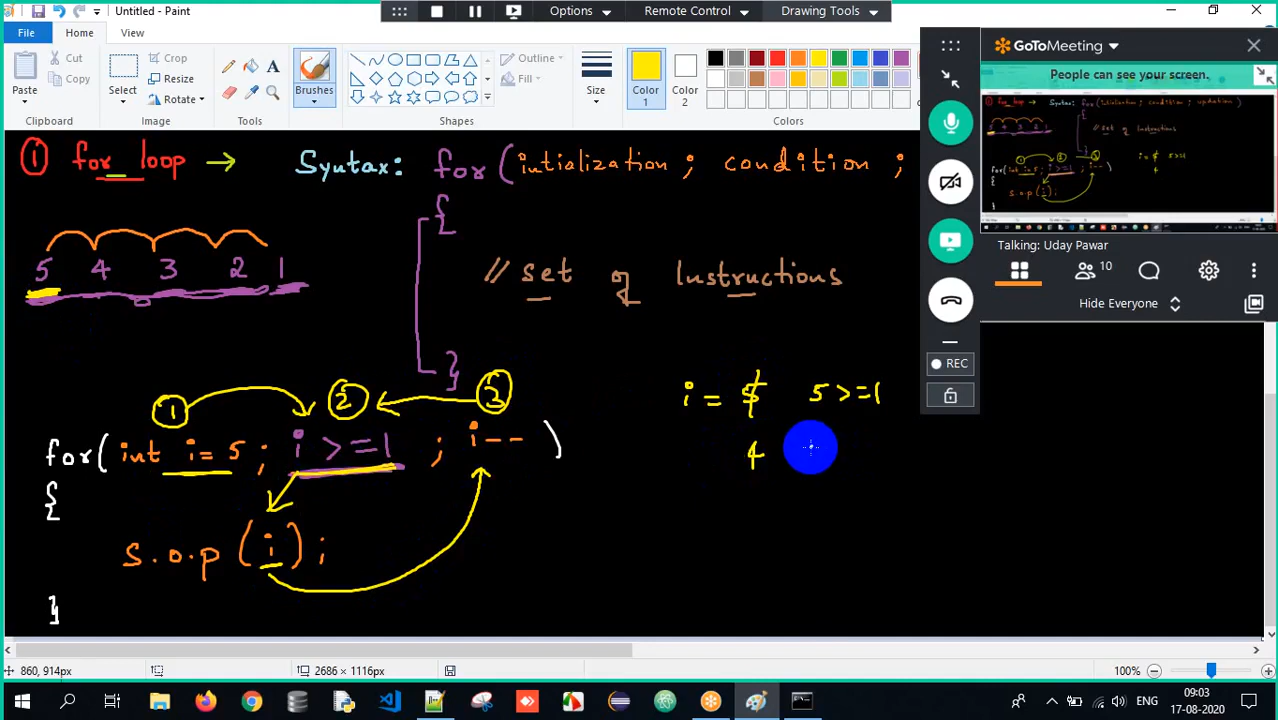 Untitled - Paint
Options
Remote Control
Drawing Tools
File
Home
View
Paste
Cut
Copy
Clipboard
Select
Crop
Resize
Rotate
Image
A
Tools
Brushes
Outline
Fill
Shapes
Size
Color 1
Color 2
Colors
GoToMeeting
People can see your screen.
Talking: Uday Pawar
10
Hide Everyone
REC
① for loop → Syntax: for(intialization ; condition ;
{
5 4 3 2 1
// set of Instructions
}
① ② ③
i = 5 5 >=1
for( int i= 5 ; i >=1 ; i-- )
4
{
s.o.p (i) ;
}
860, 914px
2686 × 1116px
100%
ENG
09:03
17-08-2020